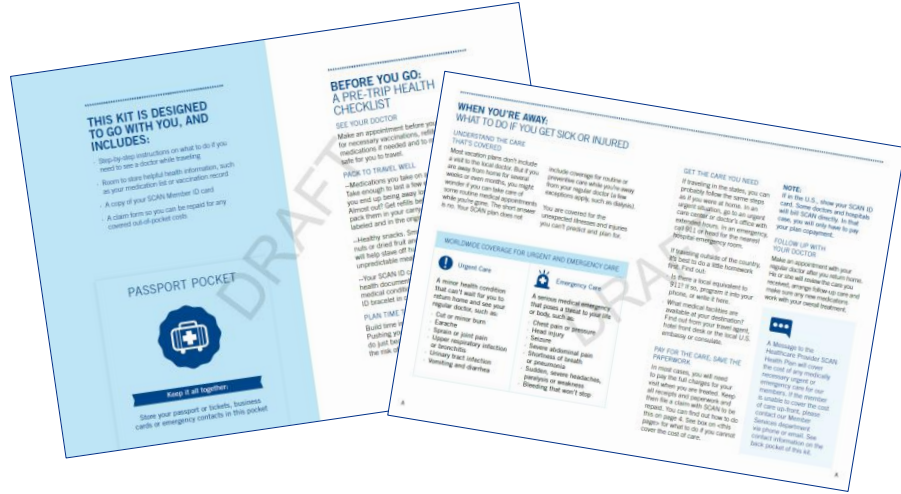 THIS KIT IS DESIGNED
TO GO WITH YOU, AND
INCLUDES:
· Step-by-step instructions on what to do if you
need to see a doctor while traveling
· Room to store helpful health information, such
as your medication list or vaccination record
· A copy of your SCAN Member ID card
· A claim form so you can be repaid for any
covered out-of-pocket costs
PASSPORT POCKET
Keep it all together:
Store your passport or tickets, business
cards or emergency contacts in this pocket
BEFORE YOU GO:
A PRE-TRIP HEALTH
CHECKLIST
SEE YOUR DOCTOR
Make an appointment before you
for necessary vaccinations, refill
medications if needed and to
safe for you to travel.
PACK TO TRAVEL WELL
–Medications you take on a
Take enough to last a few
you end up being away
Almost out? Get refills
pack them in your carry
labeled and in the
–Healthy snacks.
nuts or dried fruit
will help stave off
unpredictable
–Your SCAN ID
health
medical
ID bracelet
PLAN TIME
Build time
Pushing
do just
the risk
DRAFT
WHEN YOU'RE AWAY:
WHAT TO DO IF YOU GET SICK OR INJURED
UNDERSTAND THE CARE
THAT'S COVERED
Most vacation plans don't include
a visit to the local doctor. But if you
are away from home for several
weeks or even months, you might
wonder if you can take care of
some routine medical appointments
while you're gone. The short answer
is no. Your SCAN plan does not
include coverage for routine or
preventive care while you're away
from your regular doctor (a few
exceptions apply, such as dialysis).
You are covered for the
unexpected illnesses and injuries
you can't predict and plan for.
WORLDWIDE COVERAGE FOR URGENT AND EMERGENCY CARE
Urgent Care
A minor health condition
that can't wait for you to
return home and see your
regular doctor, such as:
· Cut or minor burn
· Earache
· Sprain or joint pain
· Upper respiratory infection
or bronchitis
· Urinary tract infection
· Vomiting and diarrhea
Emergency Care
A serious medical emergency
that poses a threat to your life
or body, such as:
· Chest pain or pressure
· Head injury
· Seizure
· Severe abdominal pain
· Shortness of breath
or pneumonia
· Sudden, severe headaches,
paralysis or weakness
· Bleeding that won't stop
GET THE CARE YOU NEED
If traveling in the states, you can
probably follow the same steps
as if you were at home. In an
urgent situation, go to an urgent
care center or doctor's office with
extended hours. In an emergency,
call 911 or head for the nearest
hospital emergency room.
If traveling outside of the country,
it's best to do a little homework
first. Find out:
· Is there a local equivalent to
911? If so, program it into your
phone, or write it here:
· What medical facilities are
available at your destination?
Find out from your travel agent,
hotel front desk or the local U.S.
embassy or consulate.
PAY FOR THE CARE, SAVE THE
PAPERWORK
In most cases, you will need
to pay the full charges for your
visit when you are treated. Keep
all receipts and paperwork and
then file a claim with SCAN to be
repaid. You can find out how to do
this on page 4. See box on <this
page> for what to do if you cannot
cover the cost of care.
NOTE:
If in the U.S., show your SCAN ID
card. Some doctors and hospitals
will bill SCAN directly. In that
case, you will only have to pay
your plan copayment.
FOLLOW UP WITH
YOUR DOCTOR
Make an appointment with your
regular doctor after you return home.
He or she will review the care you
received, arrange follow-up care and
make sure any new medications
work with your overall treatment.
A Message to the
Healthcare Provider SCAN
Health Plan will cover
the cost of any medically
necessary urgent or
emergency care for our
members. If the member
is unable to cover the cost
of care up-front, please
contact our Member
Services department
via phone or email. See
contact information on the
back pocket of this kit.
DRAFT